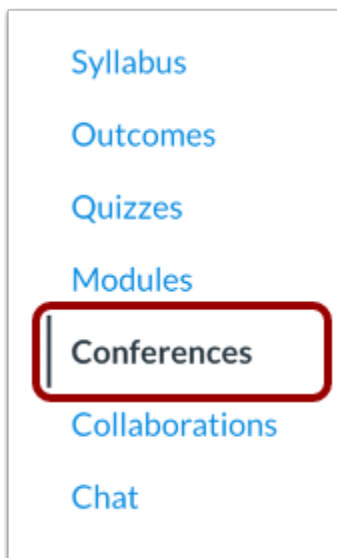 Syllabus
Outcomes
Quizzes
Modules
Conferences
Collaborations
Chat